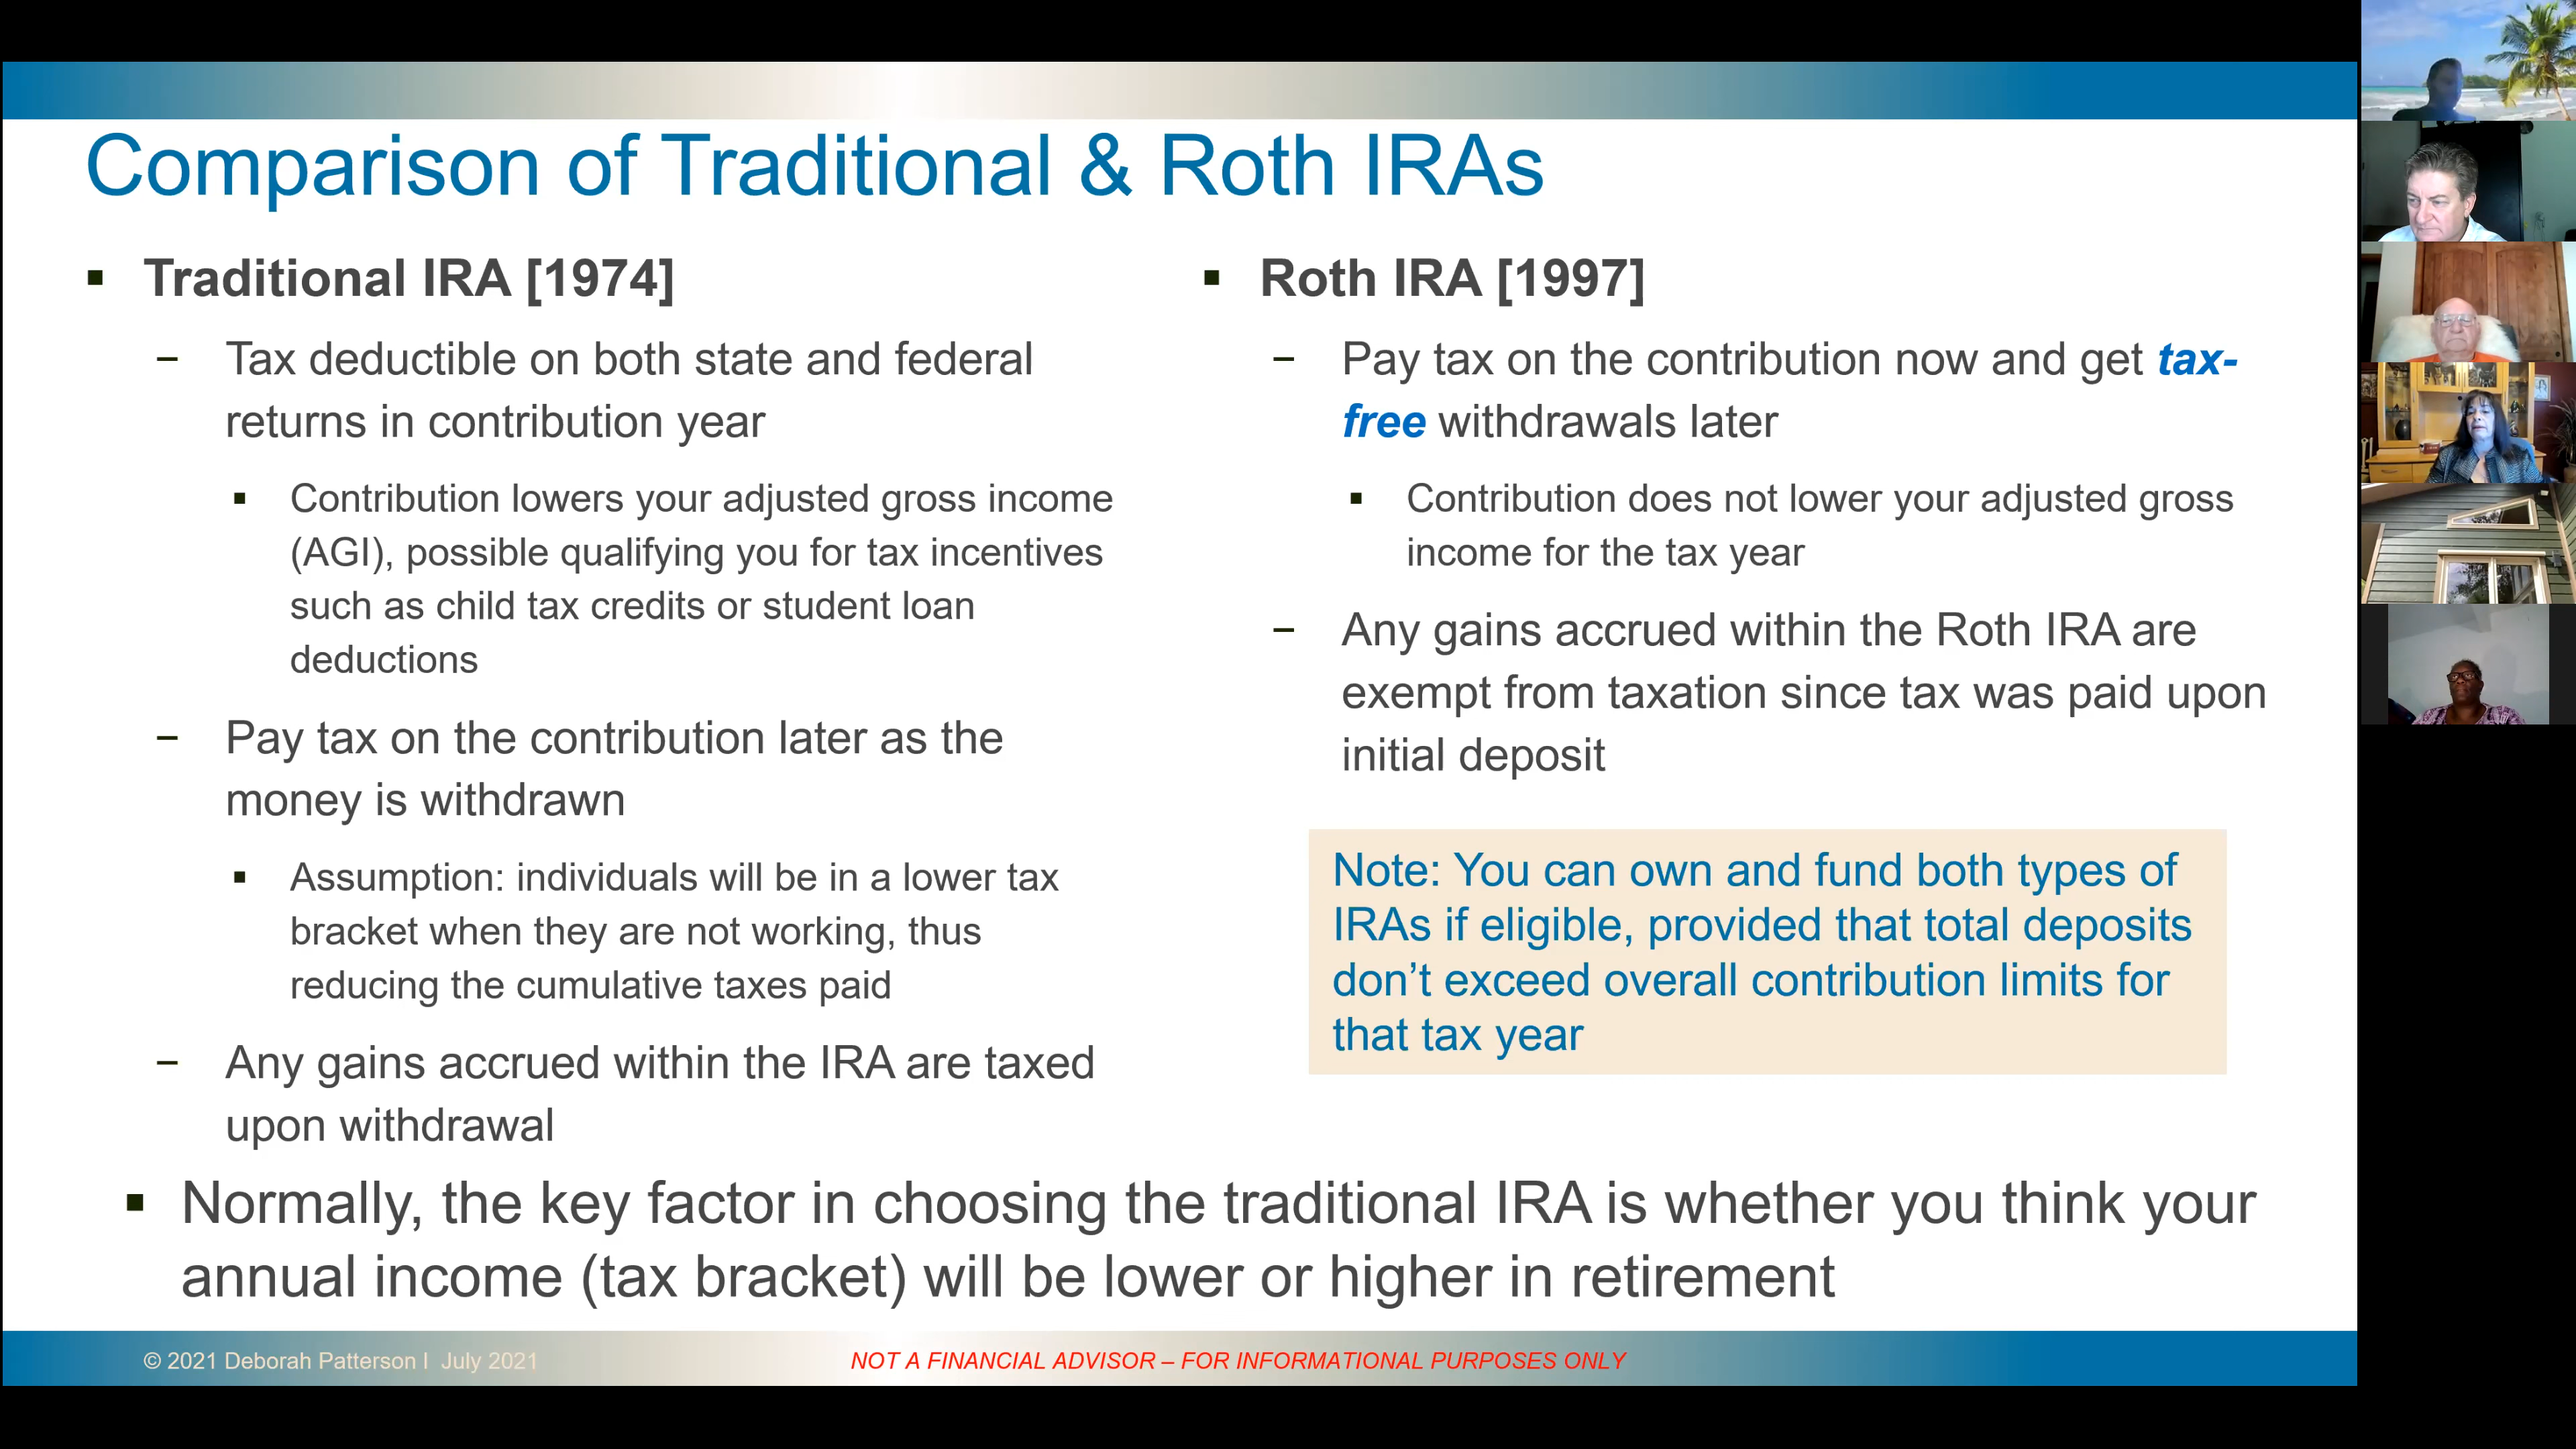 Comparison of Traditional & Roth IRAs
▪ Traditional IRA [1974]
– Tax deductible on both state and federal
returns in contribution year
▪ Contribution lowers your adjusted gross income
(AGI), possible qualifying you for tax incentives
such as child tax credits or student loan
deductions
– Pay tax on the contribution later as the
money is withdrawn
▪ Assumption: individuals will be in a lower tax
bracket when they are not working, thus
reducing the cumulative taxes paid
– Any gains accrued within the IRA are taxed
upon withdrawal
▪ Roth IRA [1997]
– Pay tax on the contribution now and get tax-
free withdrawals later
▪ Contribution does not lower your adjusted gross
income for the tax year
– Any gains accrued within the Roth IRA are
exempt from taxation since tax was paid upon
initial deposit
Note: You can own and fund both types of
IRAs if eligible, provided that total deposits
don’t exceed overall contribution limits for
that tax year
▪ Normally, the key factor in choosing the traditional IRA is whether you think your
annual income (tax bracket) will be lower or higher in retirement
© 2021 Deborah Patterson I July 2021
NOT A FINANCIAL ADVISOR – FOR INFORMATIONAL PURPOSES ONLY